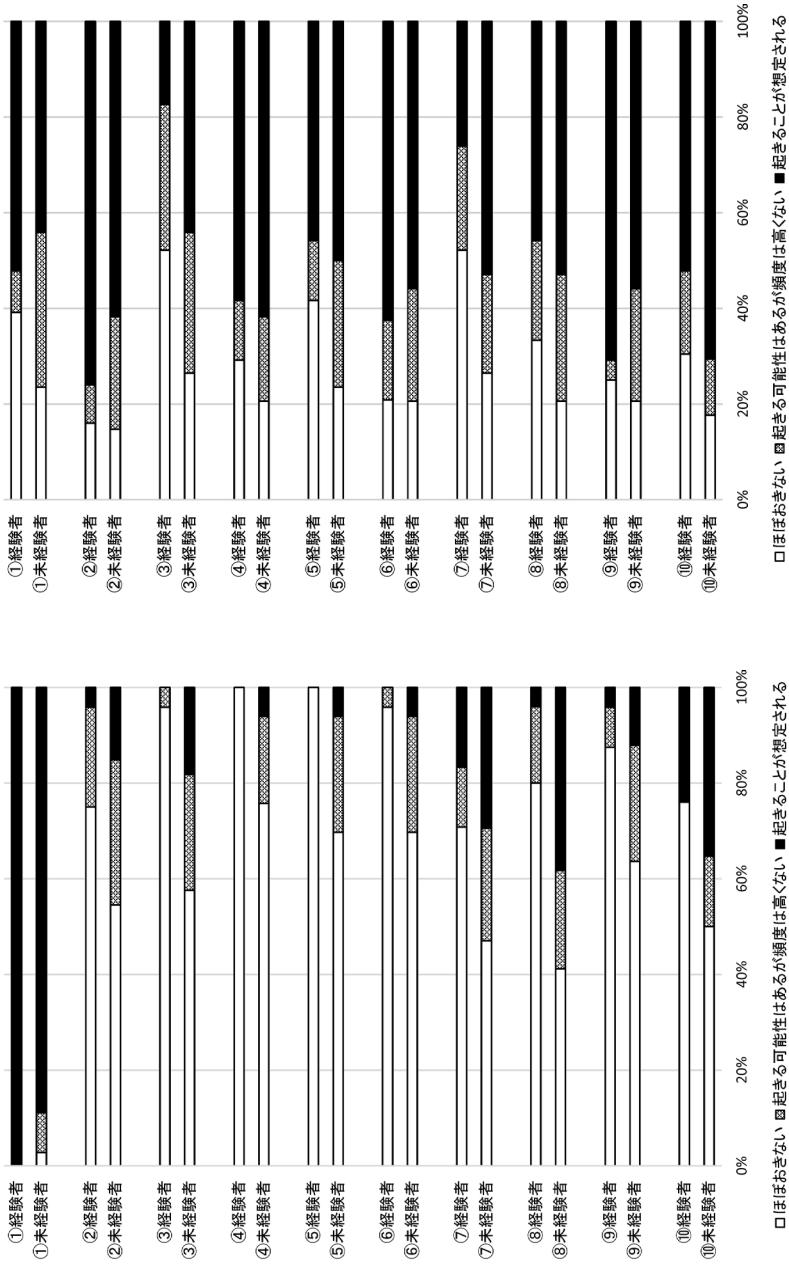 ①経験者
①未経験者
②経験者
②未経験者
③経験者
③未経験者
④経験者
④未経験者
⑤経験者
⑤未経験者
⑥経験者
⑥未経験者
⑦経験者
⑦未経験者
⑧経験者
⑧未経験者
⑨経験者
⑨未経験者
⑩経験者
⑩未経験者
0% 20% 40% 60% 80% 100%
ほぼおきない 起きる可能性はあるが頻度は高くない 起きることが想定される
①経験者
①未経験者
②経験者
②未経験者
③経験者
③未経験者
④経験者
④未経験者
⑤経験者
⑤未経験者
⑥経験者
⑥未経験者
⑦経験者
⑦未経験者
⑧経験者
⑧未経験者
⑨経験者
⑨未経験者
⑩経験者
⑩未経験者
0% 20% 40% 60% 80% 100%
ほぼおきない 起きる可能性はあるが頻度は高くない 起きることが想定される